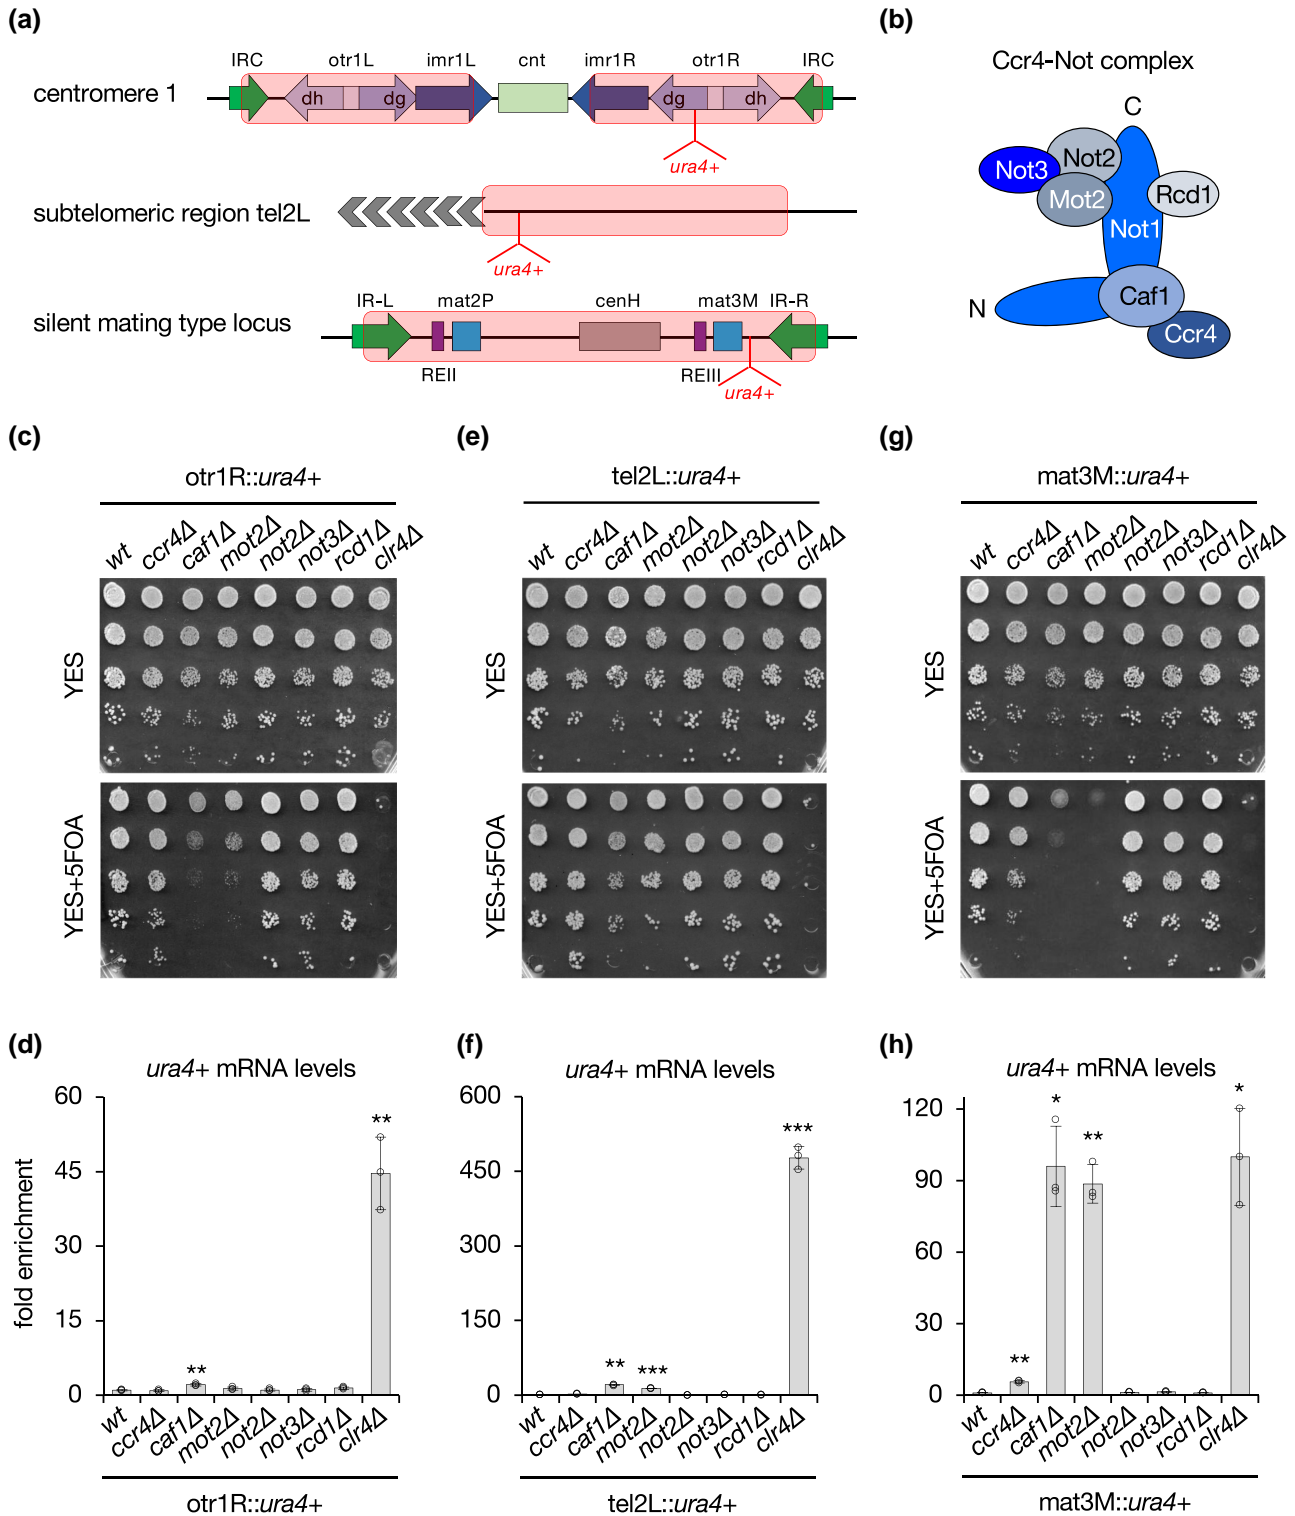 (a)
IRC otr1L imr1L cnt imr1R otr1R IRC
centromere 1
dh dg dg dh
ura4+
subtelomeric region tel2L
ura4+
IR-L mat2P cenH mat3M IR-R
silent mating type locus
REII REIII
ura4+
(b)
Ccr4-Not complex
C
Not3 Not2
Mot2 Rcd1
Not1
N Caf1
Ccr4
(c)
otr1R::ura4+
wt ccr4Δ caf1Δ mot2Δ not2Δ not3Δ rcd1Δ clr4Δ
YES
YES+5FOA
(e)
tel2L::ura4+
wt ccr4Δ caf1Δ mot2Δ not2Δ not3Δ rcd1Δ clr4Δ
YES
YES+5FOA
(g)
mat3M::ura4+
wt ccr4Δ caf1Δ mot2Δ not2Δ not3Δ rcd1Δ clr4Δ
YES
YES+5FOA
(d)
ura4+ mRNA levels
fold enrichment
60
45
30
15
0
**
**
wt ccr4Δ caf1Δ mot2Δ not2Δ not3Δ rcd1Δ clr4Δ
otr1R::ura4+
(f)
ura4+ mRNA levels
600
450
300
150
0
** *** ***
wt ccr4Δ caf1Δ mot2Δ not2Δ not3Δ rcd1Δ clr4Δ
tel2L::ura4+
(h)
ura4+ mRNA levels
120
90
60
30
0
** * ** *
wt ccr4Δ caf1Δ mot2Δ not2Δ not3Δ rcd1Δ clr4Δ
mat3M::ura4+